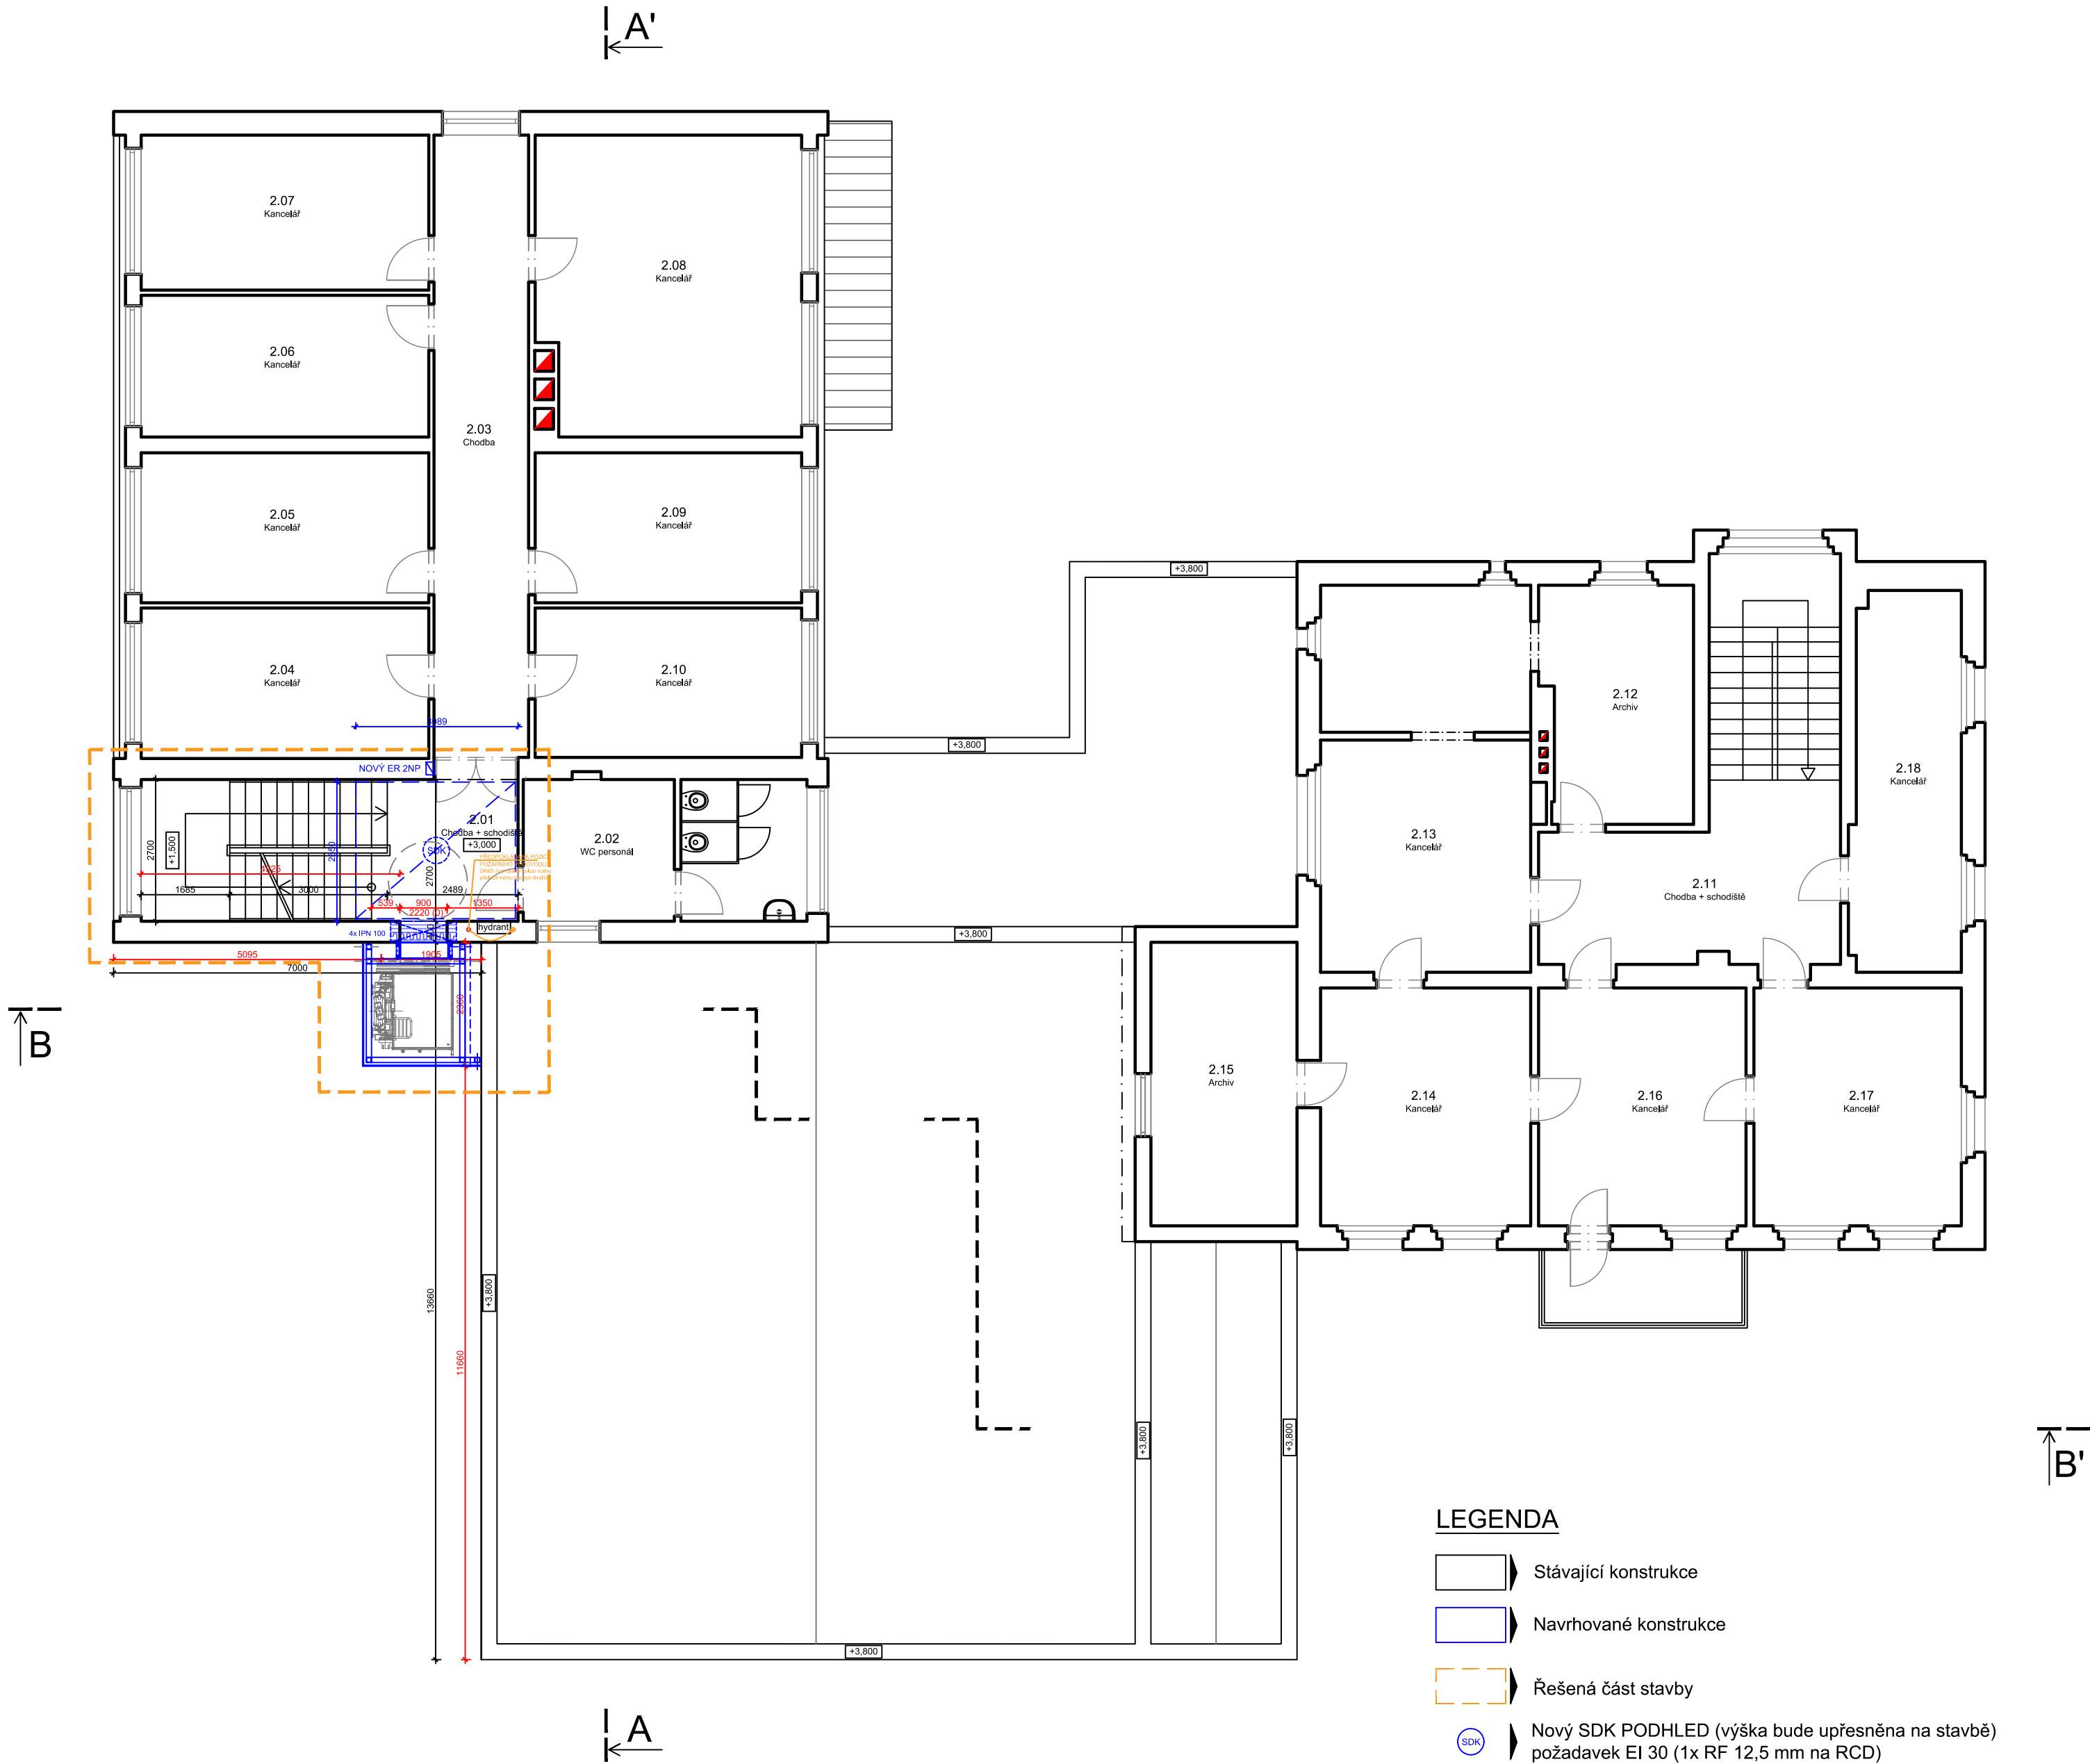 A'
2.07
Kancelář
2.08
Kancelář
2.06
Kancelář
2.03
Chodba
2.05
Kancelář
2.09
Kancelář
2.04
Kancelář
2.10
Kancelář
+3,800
+3,800
2.12
Archiv
2.18
Kancelář
NOVÝ ER 2NP
2.01
Chodba + schodiště
+3,000
SDK
2.02
WC personál
2700
+1,500
2700
1685
3000
2489
539
900
1350
2220 (0)
hydrant
4x IPN 100
5095
1905
7000
+3,800
2.13
Kancelář
2.11
Chodba + schodiště
B
2.15
Archiv
2.14
Kancelář
2.16
Kancelář
2.17
Kancelář
13660
+3,800
11660
+3,800
+3,800
+3,800
B'
A
LEGENDA
Stávající konstrukce
Navrhované konstrukce
Řešená část stavby
SDK
Nový SDK PODHLED (výška bude upřesněna na stavbě)
požadavek EI 30 (1x RF 12,5 mm na RCD)